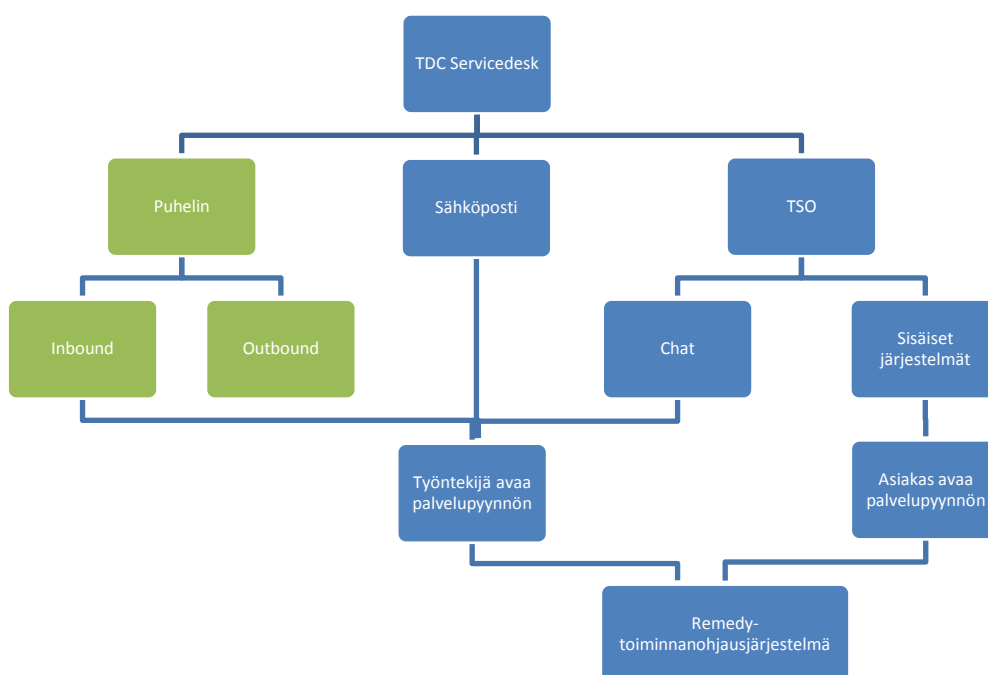 TDC Servicedesk
Puhelin
Sähköposti
TSO
Inbound
Outbound
Chat
Sisäiset
järjestelmät
Työntekijä avaa
palvelupyynnön
Asiakas avaa
palvelupyynnön
Remedy-
toiminnanohjausjärjestelmä